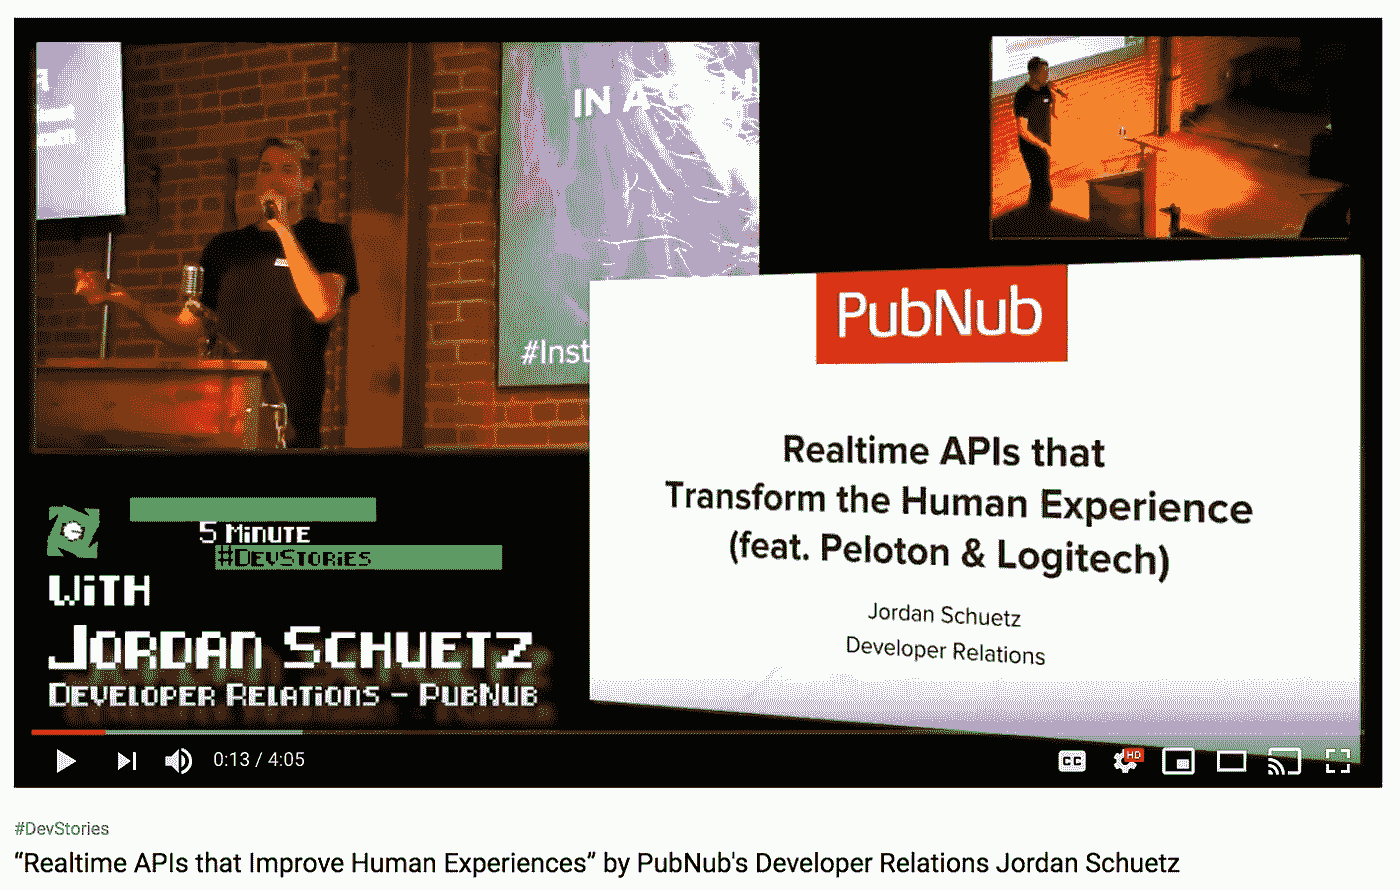 IN A
#Inst
PubNub
Realtime APIs that
Transform the Human Experience
(feat. Peloton & Logitech)
Jordan Schuetz
Developer Relations
5 Minute
#DevStories
With
Jordan Schuetz
Developer Relations – PubNub
0:13 / 4:05
CC
HD
#DevStories
“Realtime APIs that Improve Human Experiences” by PubNub's Developer Relations Jordan Schuetz